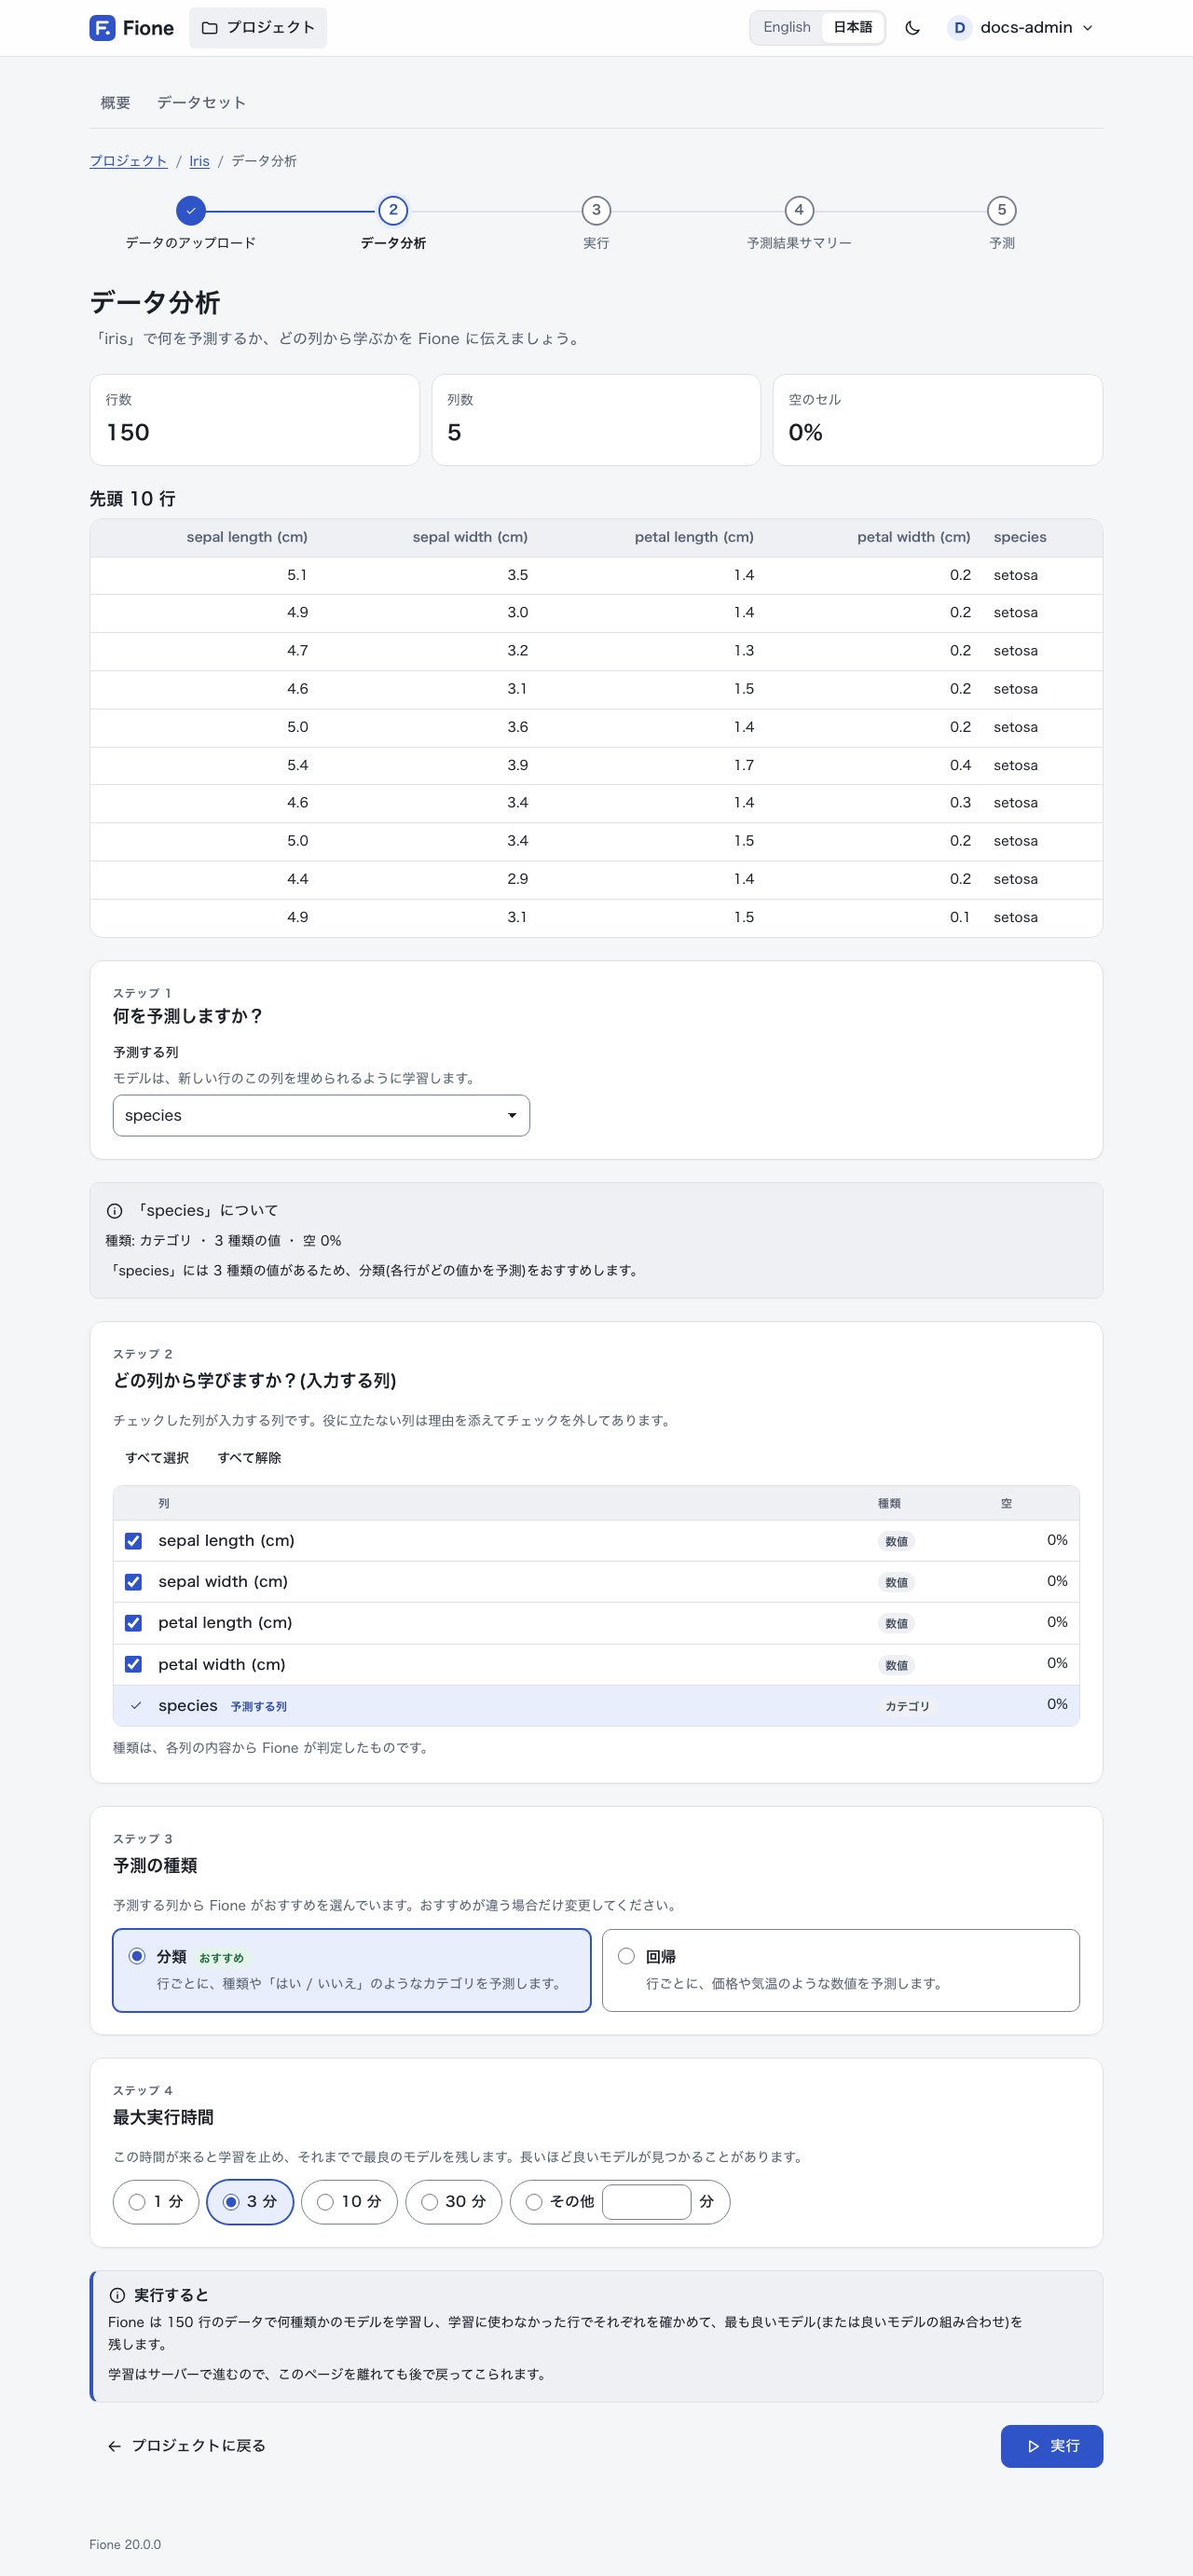 Fione
プロジェクト
English
日本語
D
docs-admin
概要
データセット
プロジェクト / Iris / データ分析
2
3
4
5
データのアップロード
データ分析
実行
予測結果サマリー
予測
データ分析
「iris」で何を予測するか、どの列から学ぶかを Fione に伝えましょう。
行数
150
列数
5
空のセル
0%
先頭 10 行
sepal length (cm) sepal width (cm) petal length (cm) petal width (cm) species
5.1 3.5 1.4 0.2 setosa
4.9 3.0 1.4 0.2 setosa
4.7 3.2 1.3 0.2 setosa
4.6 3.1 1.5 0.2 setosa
5.0 3.6 1.4 0.2 setosa
5.4 3.9 1.7 0.4 setosa
4.6 3.4 1.4 0.3 setosa
5.0 3.4 1.5 0.2 setosa
4.4 2.9 1.4 0.2 setosa
4.9 3.1 1.5 0.1 setosa
ステップ 1
何を予測しますか？
予測する列
モデルは、新しい行のこの列を埋められるように学習します。
species
「species」について
種類: カテゴリ ・ 3 種類の値 ・ 空 0%
「species」には 3 種類の値があるため、分類(各行がどの値かを予測)をおすすめします。
ステップ 2
どの列から学びますか？(入力する列)
チェックした列が入力する列です。役に立たない列は理由を添えてチェックを外してあります。
すべて選択 すべて解除
列 種類 空
sepal length (cm) 数値 0%
sepal width (cm) 数値 0%
petal length (cm) 数値 0%
petal width (cm) 数値 0%
species 予測する列 カテゴリ 0%
種類は、各列の内容から Fione が判定したものです。
ステップ 3
予測の種類
予測する列から Fione がおすすめを選んでいます。おすすめが違う場合だけ変更してください。
分類 おすすめ
行ごとに、種類や「はい / いいえ」のようなカテゴリを予測します。
回帰
行ごとに、価格や気温のような数値を予測します。
ステップ 4
最大実行時間
この時間が来ると学習を止め、それまでで最良のモデルを残します。長いほど良いモデルが見つかることがあります。
1 分 3 分 10 分 30 分 その他 分
実行すると
Fione は 150 行のデータで何種類かのモデルを学習し、学習に使わなかった行でそれぞれを確かめて、最も良いモデル(または良いモデルの組み合わせ)を
残します。
学習はサーバーで進むので、このページを離れても後で戻ってこられます。
← プロジェクトに戻る
実行
Fione 20.0.0